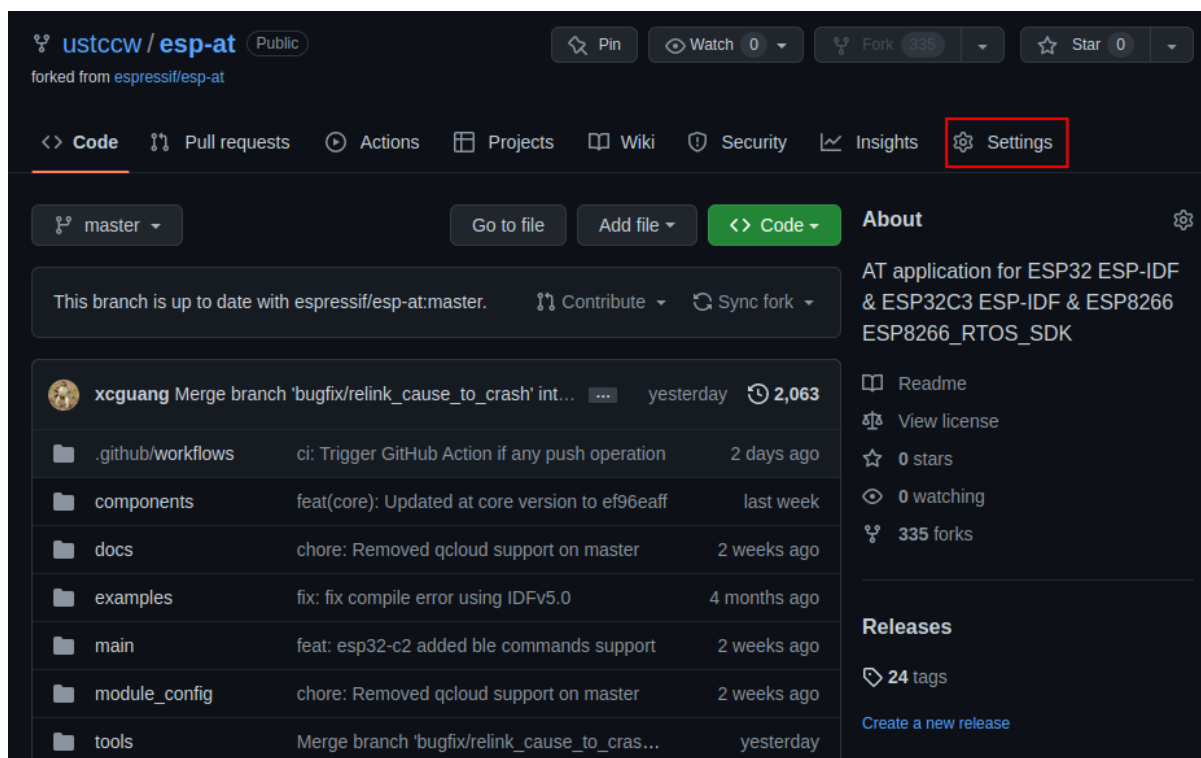 ustccw / esp-at Public
Pin
Watch 0
Fork 335
Star 0
forked from espressif/esp-at
<> Code
Pull requests
Actions
Projects
Wiki
Security
Insights
Settings
master
Go to file
Add file
<> Code
This branch is up to date with espressif/esp-at:master.
Contribute
Sync fork
xcguang Merge branch 'bugfix/relink_cause_to_crash' int... ... yesterday 2,063
.github/workflows ci: Trigger GitHub Action if any push operation 2 days ago
components feat(core): Updated at core version to ef96eaff last week
docs chore: Removed qcloud support on master 2 weeks ago
examples fix: fix compile error using IDFv5.0 4 months ago
main feat: esp32-c2 added ble commands support 2 weeks ago
module_config chore: Removed qcloud support on master 2 weeks ago
tools Merge branch 'bugfix/relink_cause_to_cras... yesterday
About
AT application for ESP32 ESP-IDF
& ESP32C3 ESP-IDF & ESP8266
ESP8266_RTOS_SDK
Readme
View license
0 stars
0 watching
335 forks
Releases
24 tags
Create a new release